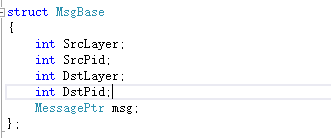 struct MsgBase
{
    int SrcLayer;
    int SrcPid;
    int DstLayer;
    int DstPid;
    MessagePtr msg;
};